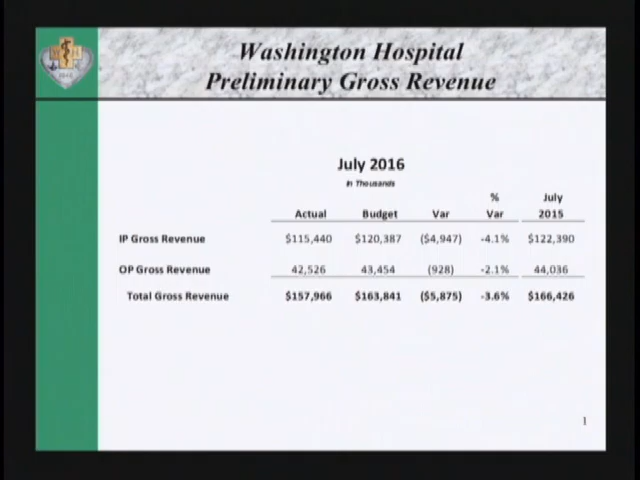 Washington Hospital
Preliminary Gross Revenue
July 2016
In Thousands
% July
Actual Budget Var Var 2015
IP Gross Revenue $115,440 $120,387 ($4,947) -4.1% $122,390
OP Gross Revenue 42,526 43,454 (928) -2.1% 44,036
Total Gross Revenue $157,966 $163,841 ($5,875) -3.6% $166,426
1